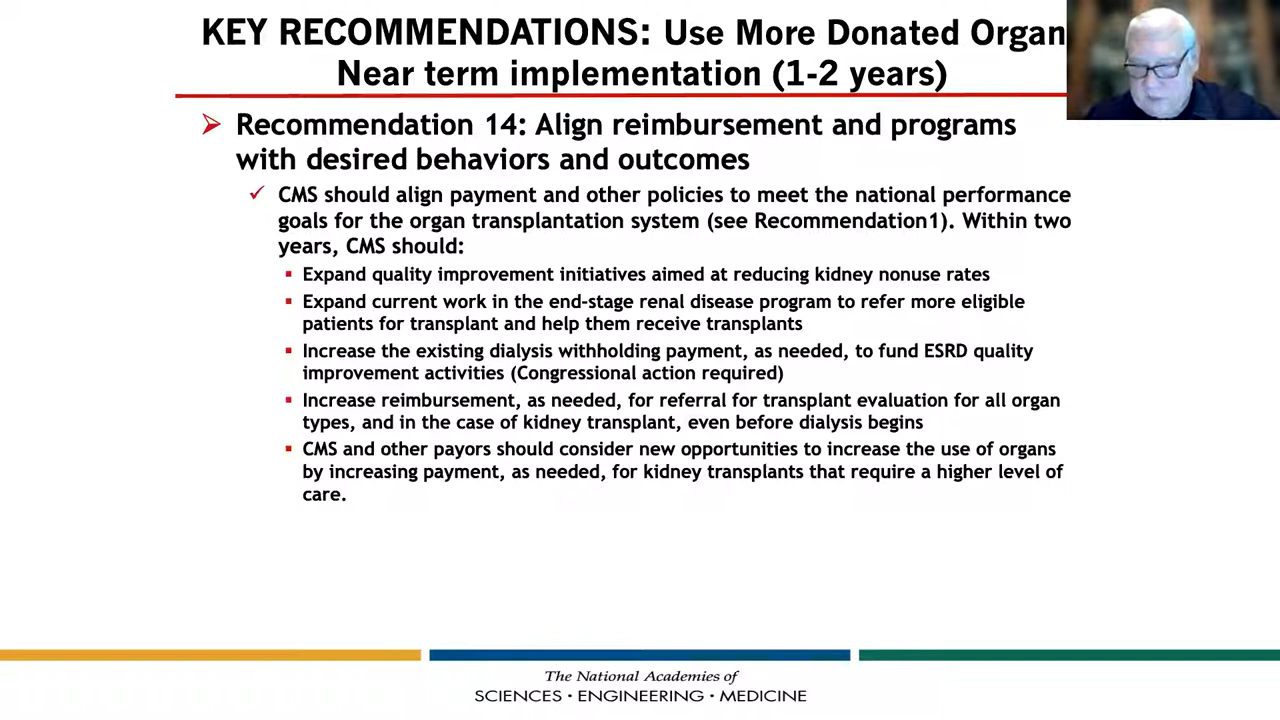 KEY RECOMMENDATIONS: Use More Donated Organ
Near term implementation (1-2 years)
Recommendation 14: Align reimbursement and programs
with desired behaviors and outcomes
CMS should align payment and other policies to meet the national performance
goals for the organ transplantation system (see Recommendation1). Within two
years, CMS should:
Expand quality improvement initiatives aimed at reducing kidney nonuse rates
Expand current work in the end-stage renal disease program to refer more eligible
patients for transplant and help them receive transplants
Increase the existing dialysis withholding payment, as needed, to fund ESRD quality
improvement activities (Congressional action required)
Increase reimbursement, as needed, for referral for transplant evaluation for all organ
types, and in the case of kidney transplant, even before dialysis begins
CMS and other payors should consider new opportunities to increase the use of organs
by increasing payment, as needed, for kidney transplants that require a higher level of
care.
The National Academies of
SCIENCES · ENGINEERING · MEDICINE